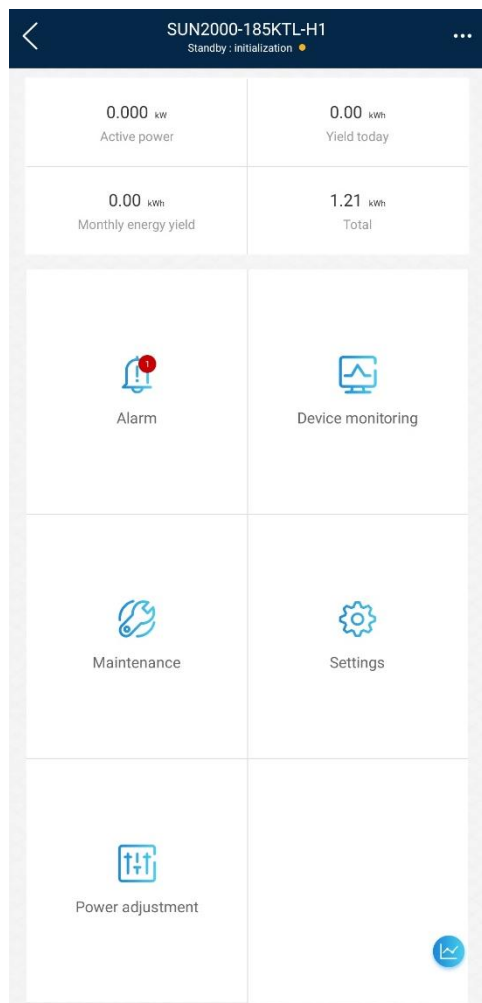 SUN2000-185KTL-H1
Standby : initialization
0.000 kW
Active power
0.00 kWh
Yield today
0.00 kWh
Monthly energy yield
1.21 kWh
Total
1
Alarm
Device monitoring
Maintenance
Settings
Power adjustment